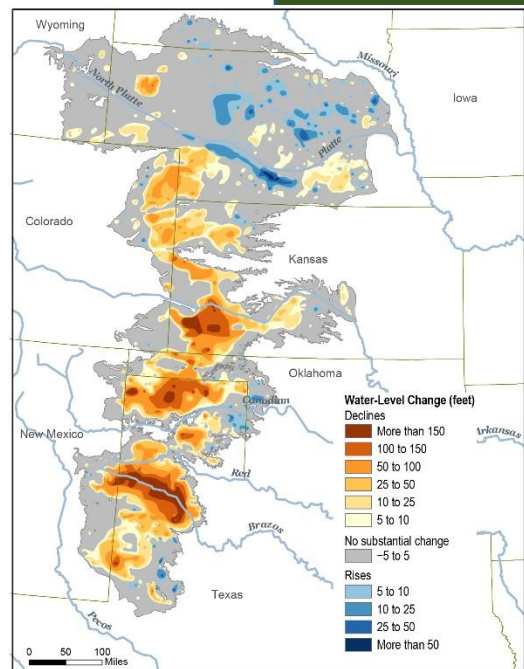 Wyoming
Missouri
North Platte
Iowa
Platte
Colorado
Kansas
Oklahoma
Canadian
New Mexico
Arkansas
Red
Brazos
Texas
Pecos
Water-Level Change (feet)
Declines
More than 150
100 to 150
50 to 100
25 to 50
10 to 25
5 to 10
No substantial change
−5 to 5
Rises
5 to 10
10 to 25
25 to 50
More than 50
0 50 100
Miles